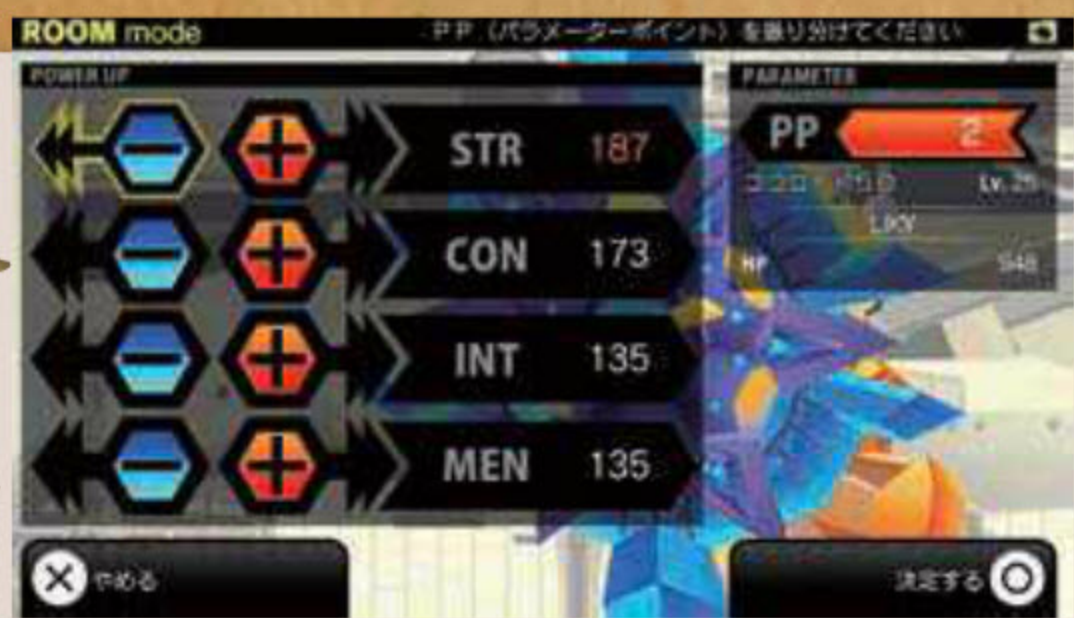 ROOM mode
PP（パラメーターポイント）を振り分けてください
POWER UP
STR 187
CON 173
INT 135
MEN 135
PARAMETER
PP 2
Lv.
HP
やめる
決定する